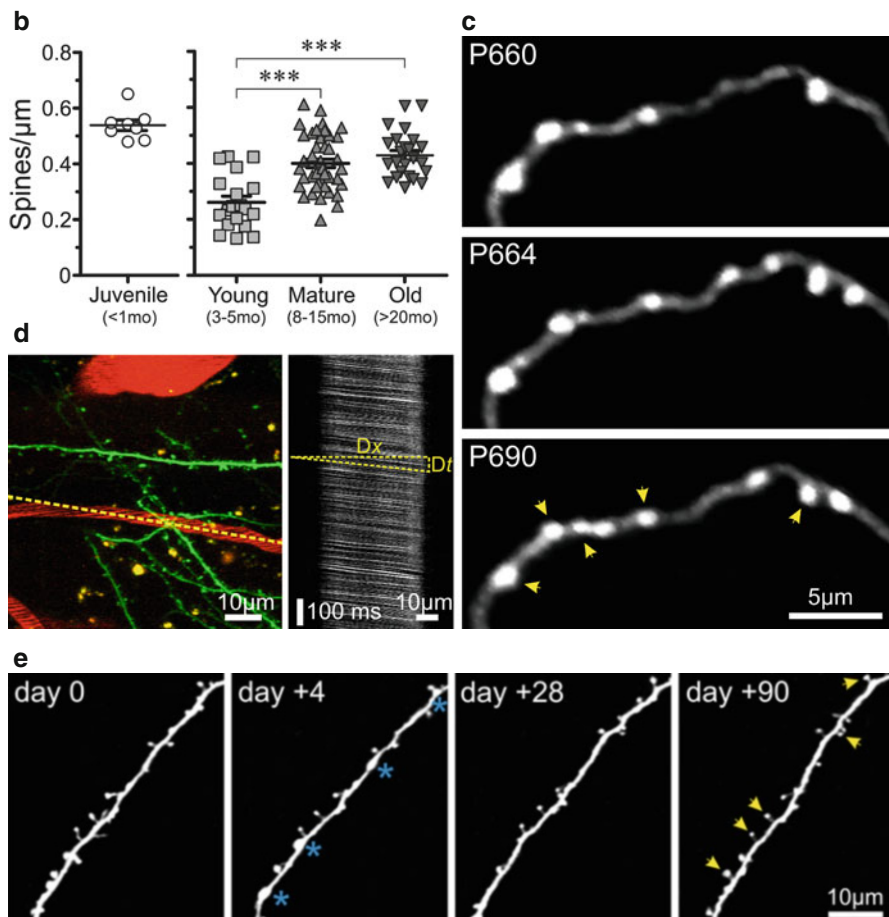 b
***
***
0.8
0.6
0.4
0.2
0
Spines/µm
Juvenile
(<1mo)
Young
(3-5mo)
Mature
(8-15mo)
Old
(>20mo)
c
P660
P664
P690
5µm
d
10µm
Dx
Dt
100 ms
10µm
e
day 0
day +4
*
*
*
*
day +28
day +90
10µm